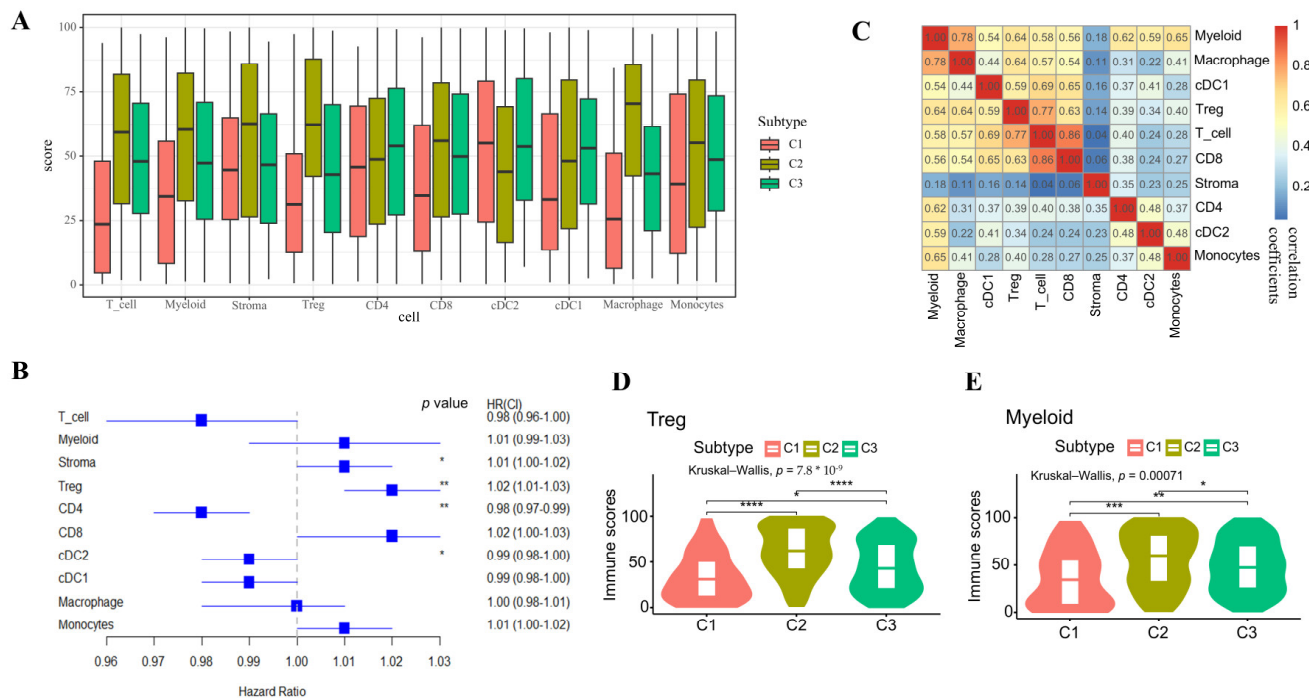 A
100
75
50
25
0
score
T_cell Myeloid Stroma Treg CD4 CD8 cDC2 cDC1 Macrophage Monocytes
cell
Subtype
C1
C2
C3
C
1.00 0.78 0.54 0.64 0.58 0.56 0.18 0.62 0.59 0.65 Myeloid
0.78 1.00 0.44 0.64 0.57 0.54 0.11 0.31 0.22 0.41 Macrophage
0.54 0.44 1.00 0.59 0.69 0.65 0.16 0.37 0.41 0.28 cDC1
0.64 0.64 0.59 1.00 0.77 0.63 0.14 0.39 0.34 0.40 Treg
0.58 0.57 0.69 0.77 1.00 0.86 0.04 0.40 0.24 0.28 T_cell
0.56 0.54 0.65 0.63 0.86 1.00 0.06 0.38 0.24 0.27 CD8
0.18 0.11 0.16 0.14 0.04 0.06 1.00 0.35 0.23 0.25 Stroma
0.62 0.31 0.37 0.39 0.40 0.38 0.35 1.00 0.48 0.37 CD4
0.59 0.22 0.41 0.34 0.24 0.24 0.23 0.48 1.00 0.48 cDC2
0.65 0.41 0.28 0.40 0.28 0.27 0.25 0.37 0.48 1.00 Monocytes
Myeloid Macrophage cDC1 Treg T_cell CD8 Stroma CD4 cDC2 Monocytes
1
0.8
0.6
0.4
0.2
correlation
coefficients
B
p value HR(CI)
T_cell 0.98 (0.96-1.00)
Myeloid 1.01 (0.99-1.03)
Stroma * 1.01 (1.00-1.02)
Treg ** 1.02 (1.01-1.03)
CD4 ** 0.98 (0.97-0.99)
CD8 1.02 (1.00-1.03)
cDC2 * 0.99 (0.98-1.00)
cDC1 0.99 (0.98-1.00)
Macrophage 1.00 (0.98-1.01)
Monocytes 1.01 (1.00-1.02)
0.96 0.97 0.98 0.99 1.00 1.01 1.02 1.03
Hazard Ratio
D
Treg
Subtype C1 C2 C3
Kruskal–Wallis, p = 7.8 * 10-9
****
*
****
Immune scores
100
50
0
C1 C2 C3
E
Myeloid
Subtype C1 C2 C3
Kruskal–Wallis, p = 0.00071
*
**
***
Immune scores
100
50
0
C1 C2 C3